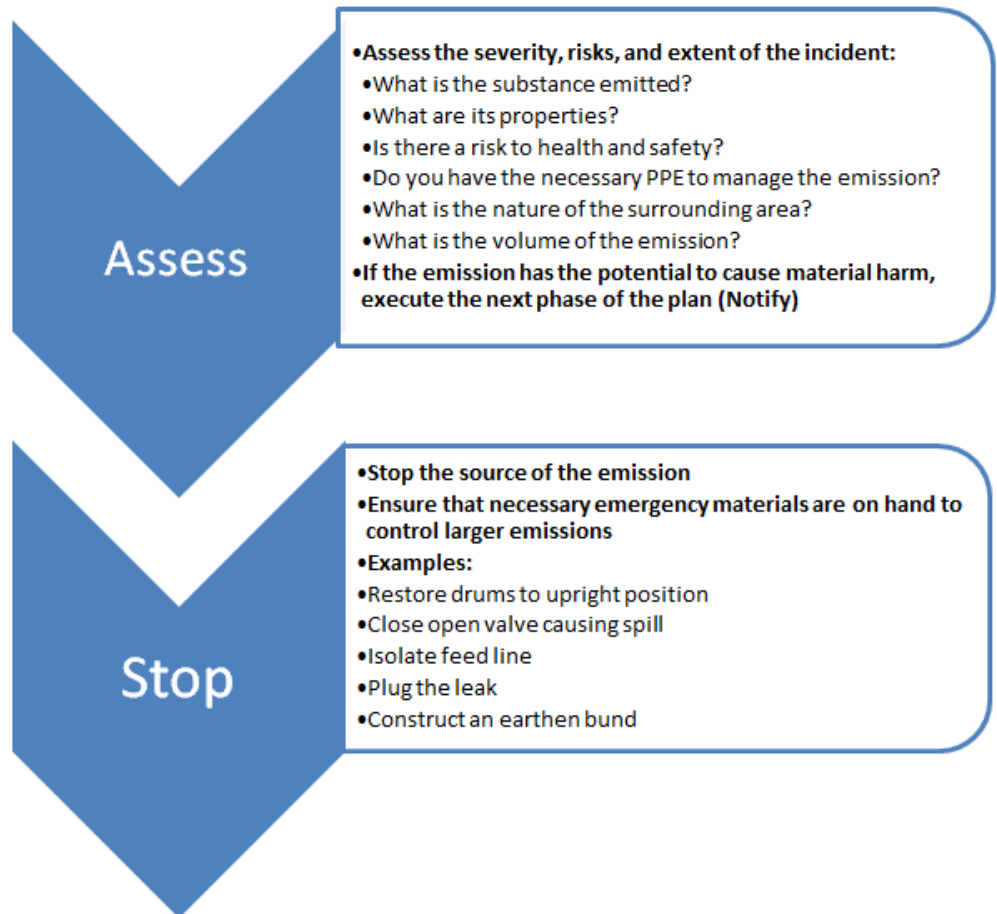 Assess
•Assess the severity, risks, and extent of the incident:
•What is the substance emitted?
•What are its properties?
•Is there a risk to health and safety?
•Do you have the necessary PPE to manage the emission?
•What is the nature of the surrounding area?
•What is the volume of the emission?
•If the emission has the potential to cause material harm,
execute the next phase of the plan (Notify)
Stop
•Stop the source of the emission
•Ensure that necessary emergency materials are on hand to
control larger emissions
•Examples:
•Restore drums to upright position
•Close open valve causing spill
•Isolate feed line
•Plug the leak
•Construct an earthen bund